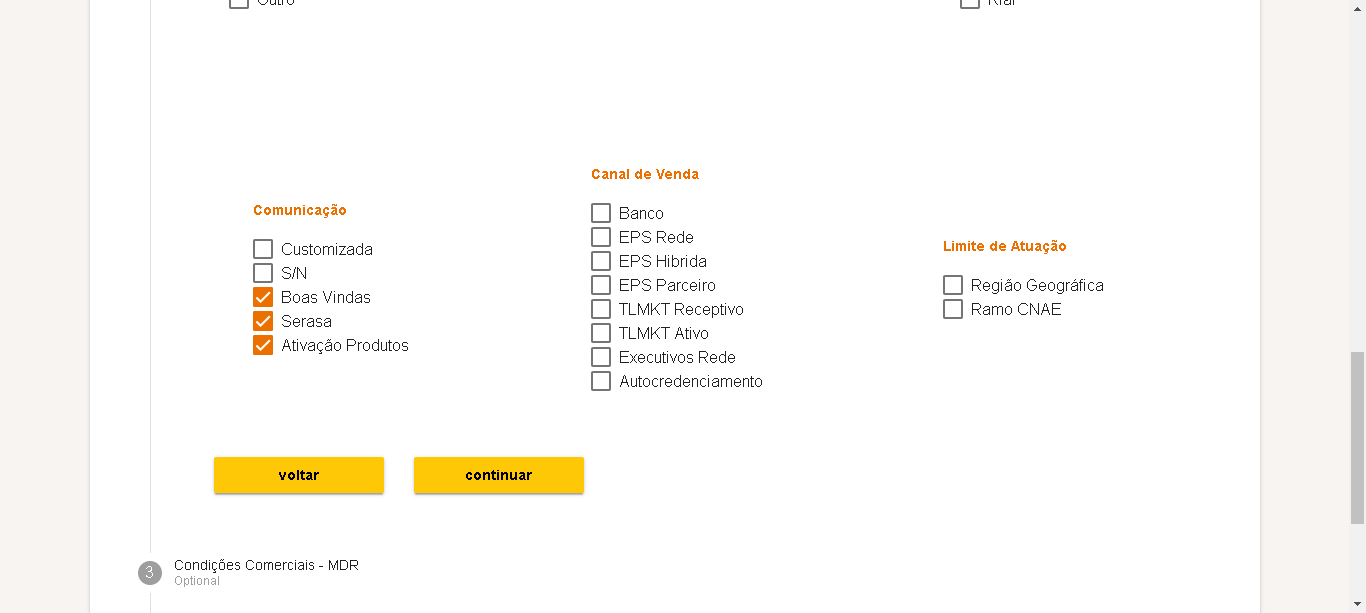 Outro
Comunicação
Customizada
S/N
Boas Vindas
Serasa
Ativação Produtos
Canal de Venda
Banco
EPS Rede
EPS Hibrida
EPS Parceiro
TLMKT Receptivo
TLMKT Ativo
Executivos Rede
Autocredenciamento
Limite de Atuação
Região Geográfica
Ramo CNAE
voltar
continuar
3
Condições Comerciais - MDR
Optional